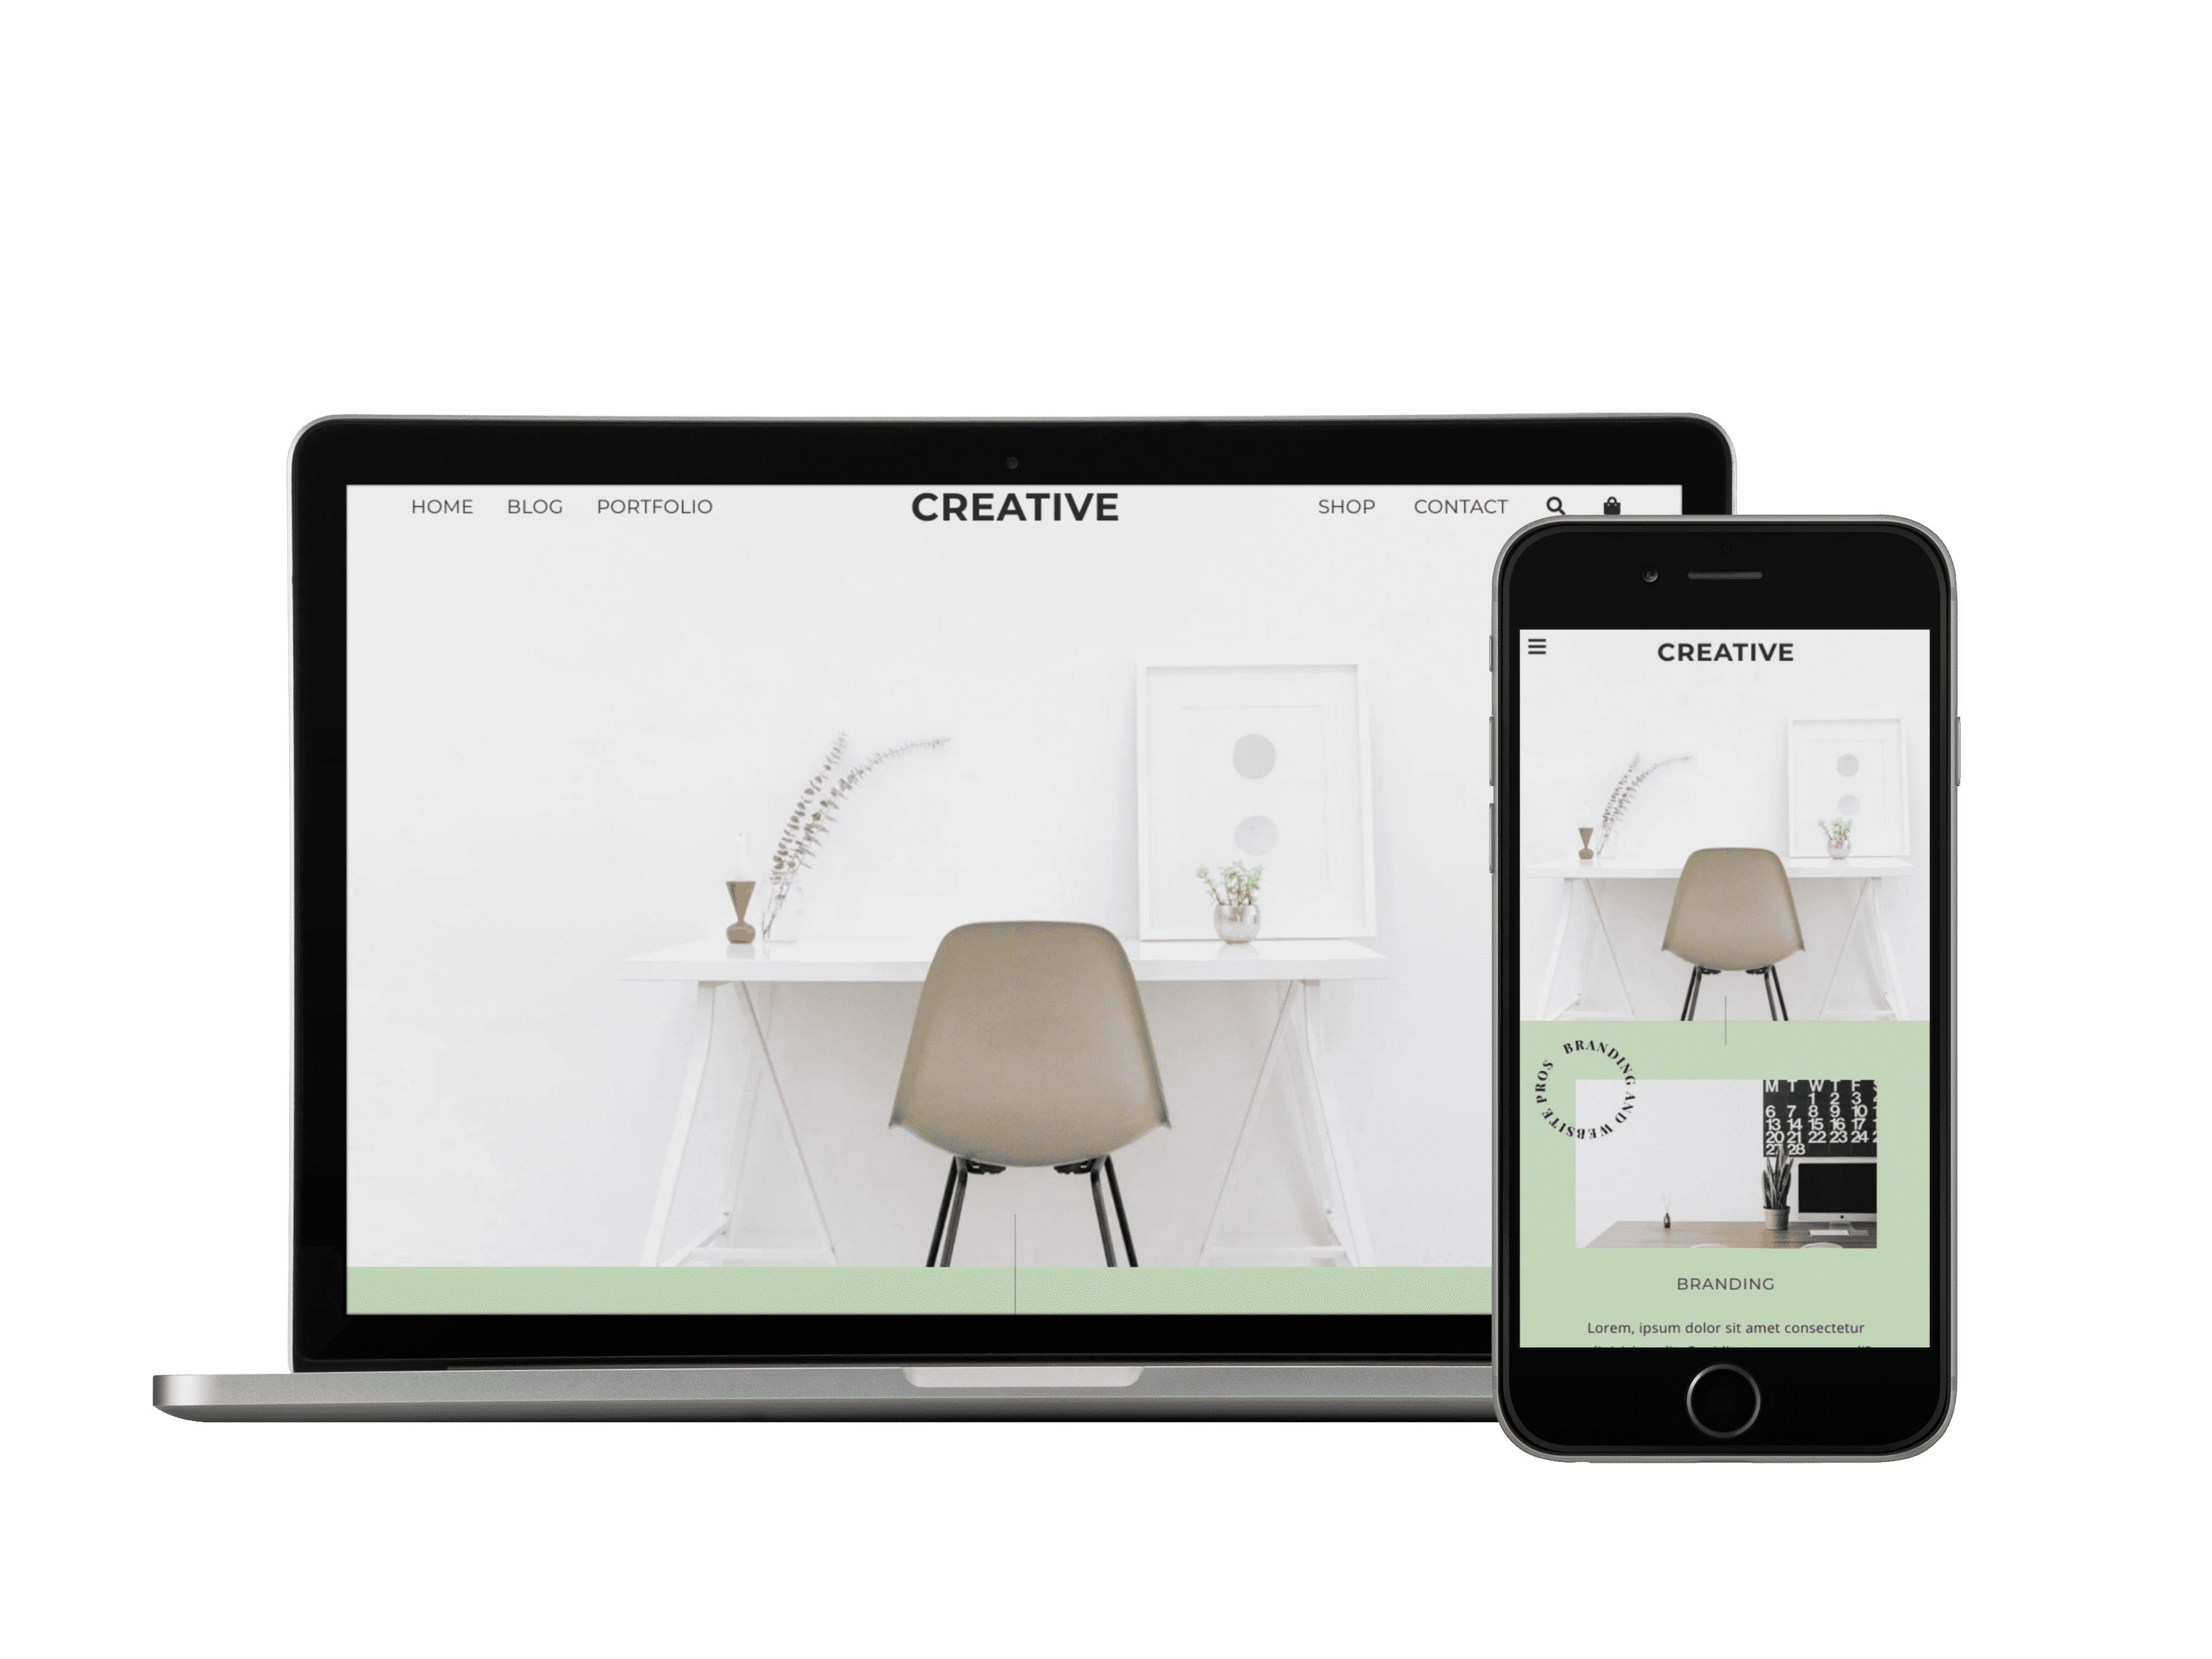 HOME BLOG PORTFOLIO CREATIVE SHOP CONTACT
CREATIVE
BRANDING AND WEBSITE PROS
M T W T F
1 2 3
6 7 8 9 10
13 14 15 16 17
20 21 22 23 24
27 28
BRANDING
Lorem, ipsum dolor sit amet consectetur